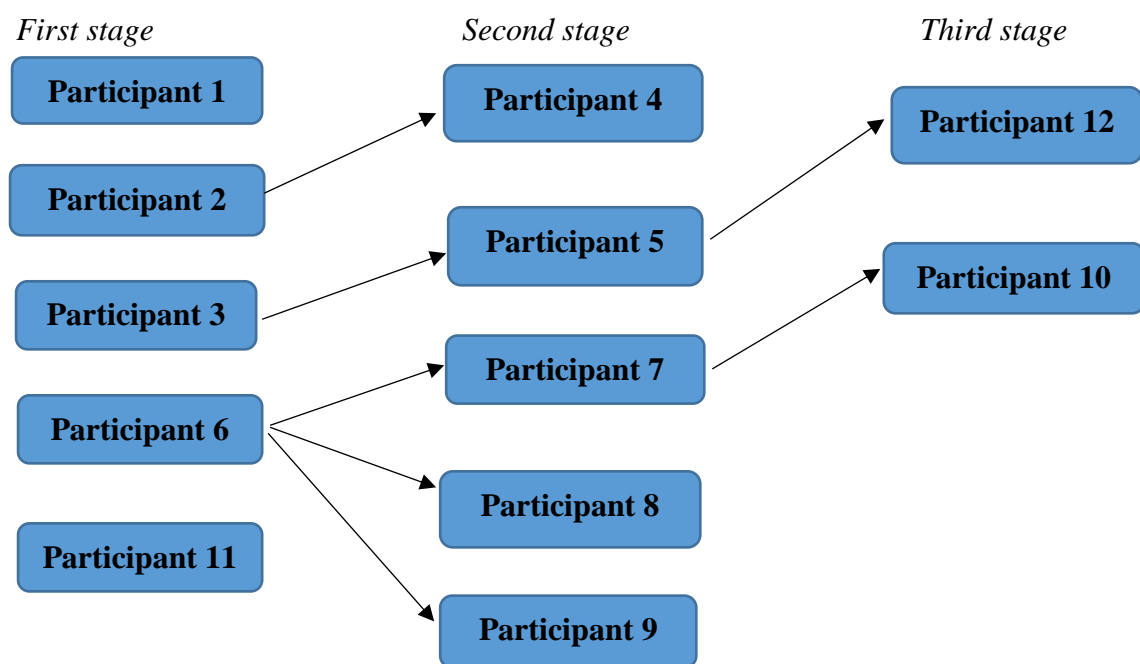 First stage
Second stage
Third stage
Participant 1
Participant 4
Participant 12
Participant 2
Participant 5
Participant 10
Participant 3
Participant 7
Participant 6
Participant 8
Participant 11
Participant 9